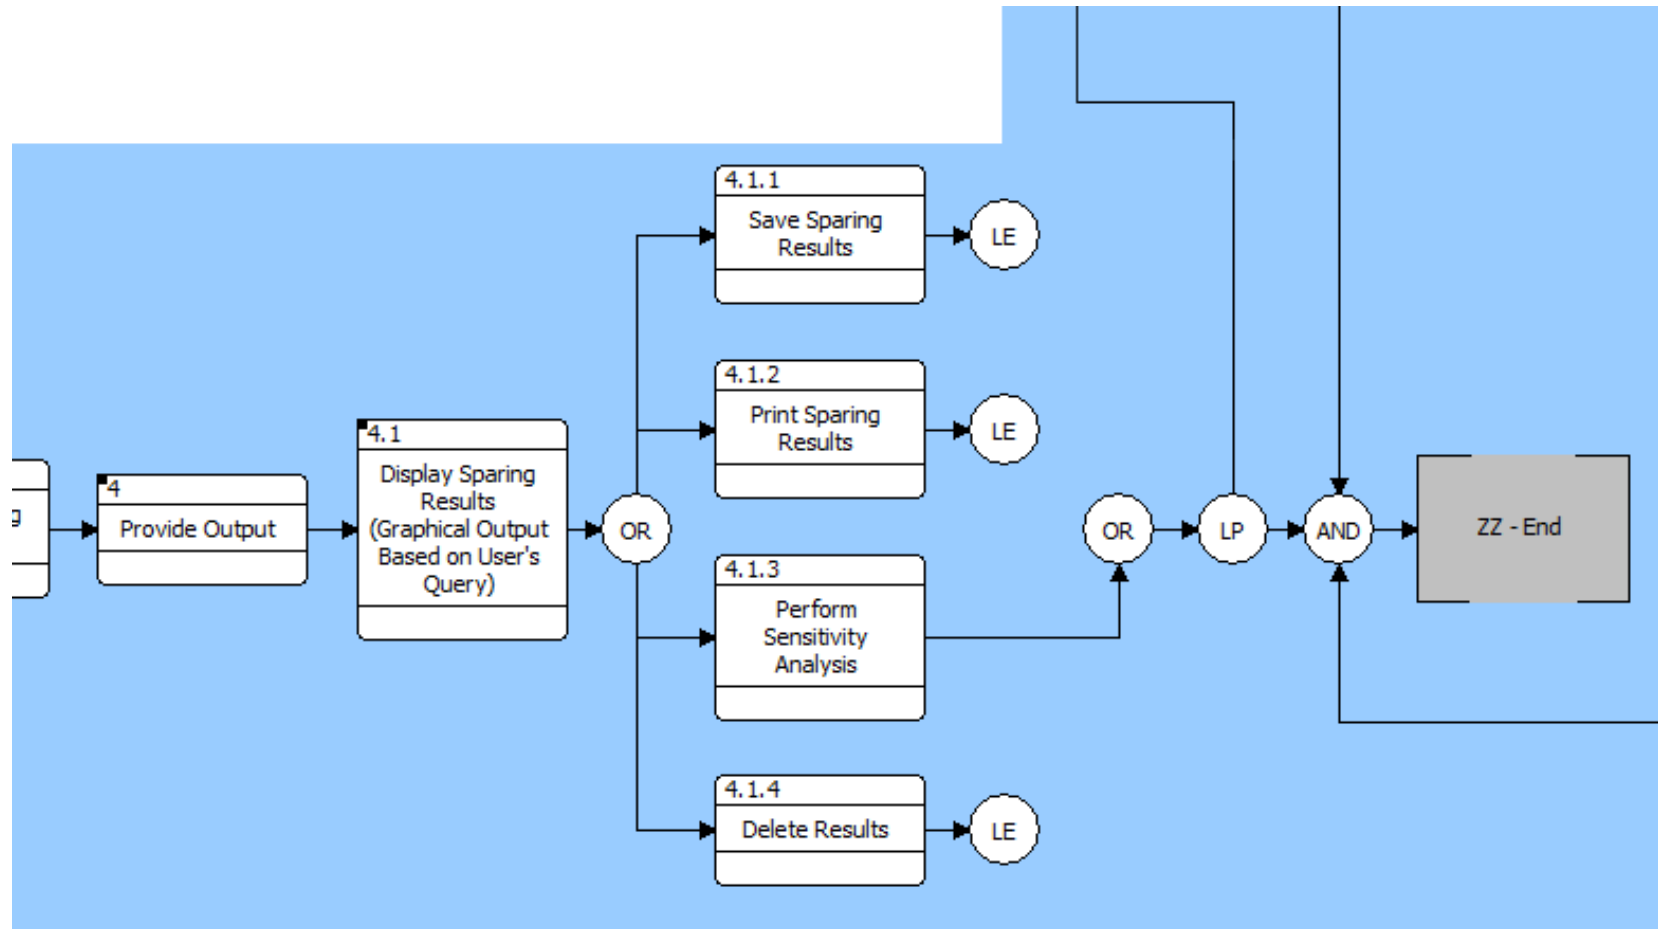 4.1.1
Save Sparing
Results
LE
4.1.2
Print Sparing
Results
LE
g
4
Provide Output
4.1
Display Sparing
Results
(Graphical Output
Based on User's
Query)
OR
4.1.3
Perform
Sensitivity
Analysis
OR
LP
AND
ZZ - End
4.1.4
Delete Results
LE